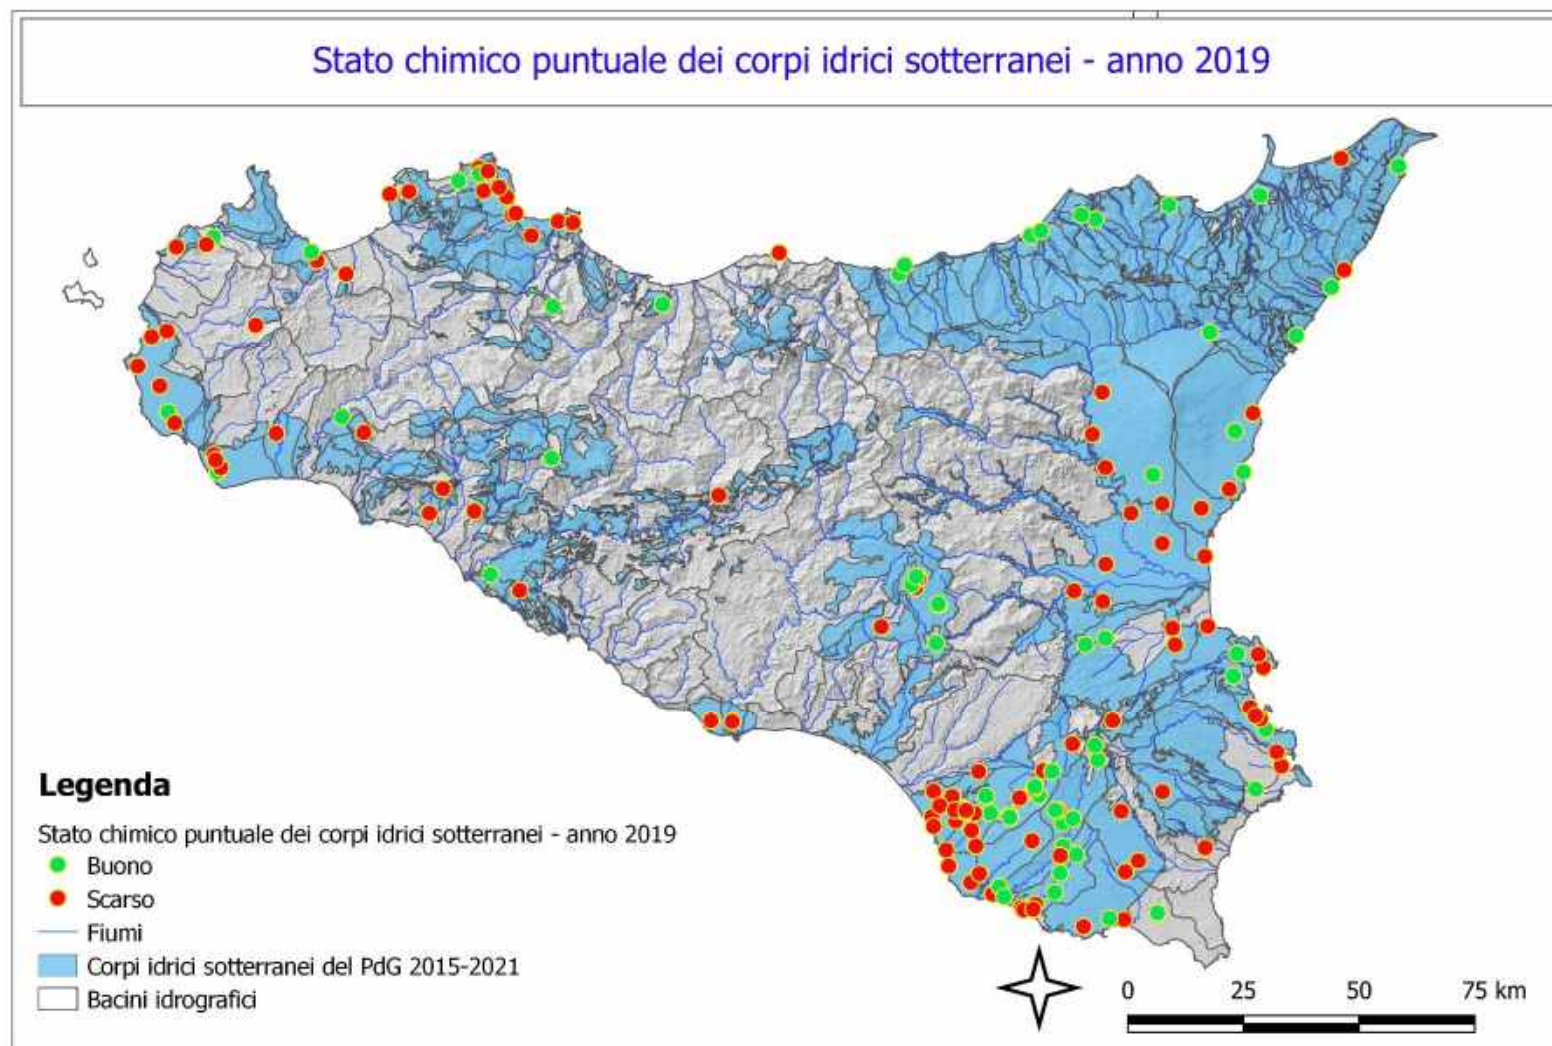 Stato chimico puntuale dei corpi idrici sotterranei - anno 2019
Legenda
Stato chimico puntuale dei corpi idrici sotterranei - anno 2019
Buono
Scarso
Fiumi
Corpi idrici sotterranei del PdG 2015-2021
Bacini idrografici
0 25 50 75 km